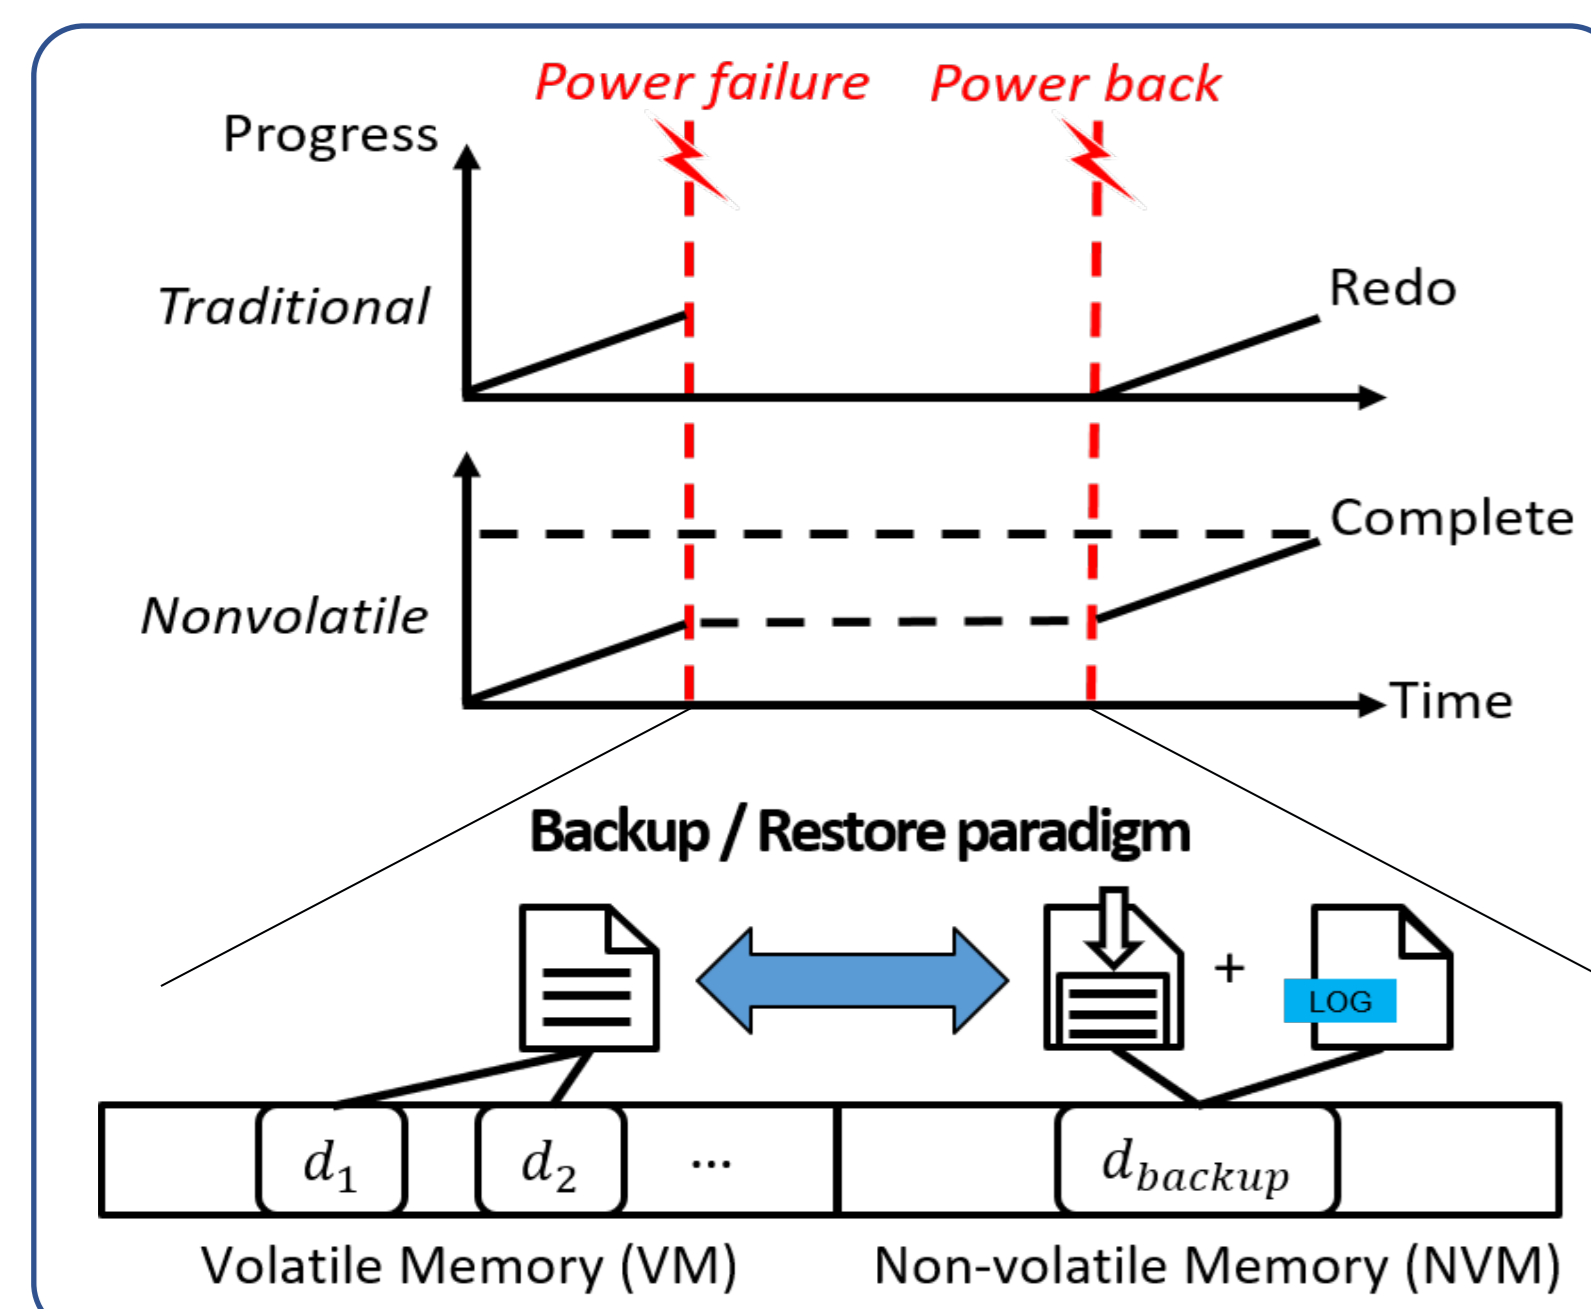 Power failure Power back
Progress
Traditional
Redo
Complete
Nonvolatile
Time
Backup / Restore paradigm
+
LOG
d₁ d₂ ... d_backup
Volatile Memory (VM) Non-volatile Memory (NVM)